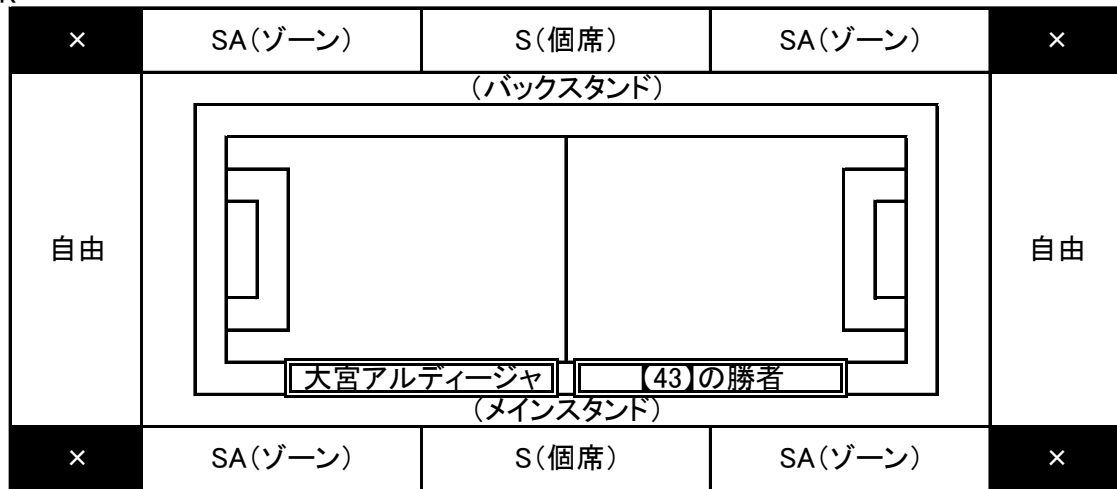 × SA(ゾーン) S(個席) SA(ゾーン) ×
(バックスタンド)
自由 自由
大宮アルディージャ 【43】の勝者
(メインスタンド)
× SA(ゾーン) S(個席) SA(ゾーン) ×